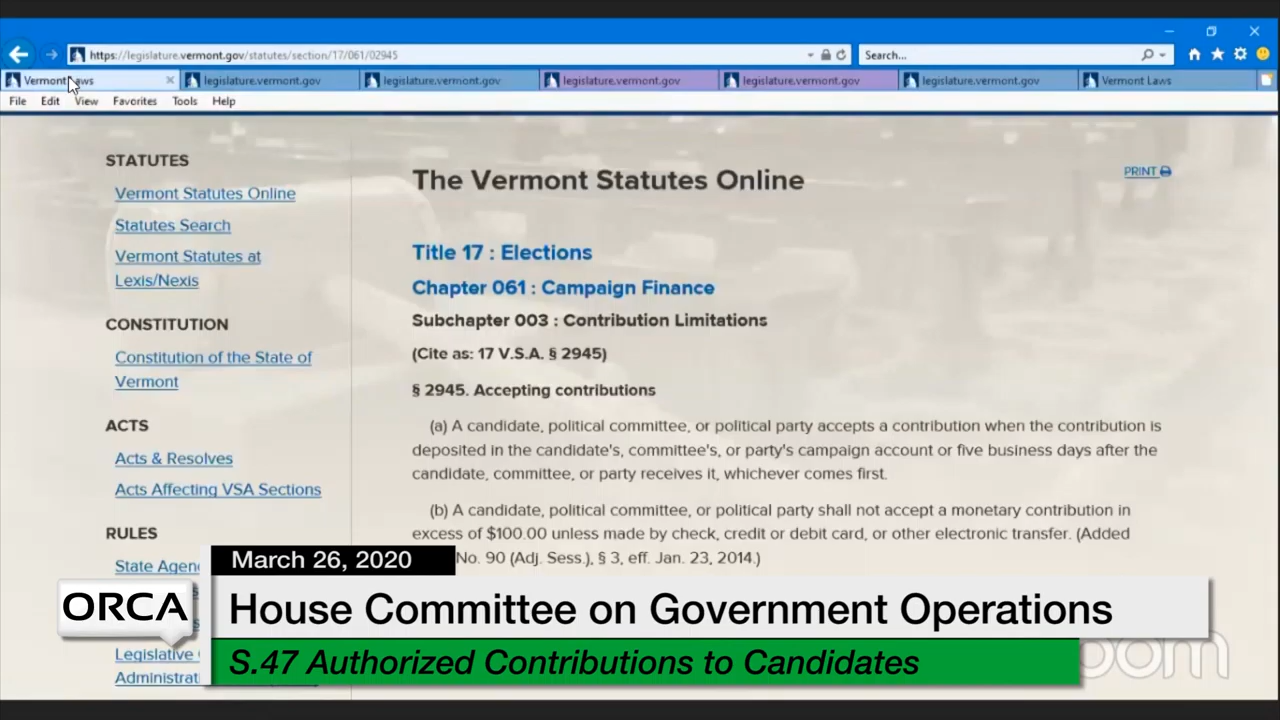 https://legislature.vermont.gov/statutes/section/17/061/02945
Search...
Vermont Laws
legislature.vermont.gov
legislature.vermont.gov
legislature.vermont.gov
legislature.vermont.gov
legislature.vermont.gov
Vermont Laws
File Edit View Favorites Tools Help
STATUTES
Vermont Statutes Online
Statutes Search
Vermont Statutes at
Lexis/Nexis
CONSTITUTION
Constitution of the State of
Vermont
ACTS
Acts & Resolves
Acts Affecting VSA Sections
RULES
State Agen
Legislative
Administrat
The Vermont Statutes Online
PRINT
Title 17 : Elections
Chapter 061 : Campaign Finance
Subchapter 003 : Contribution Limitations
(Cite as: 17 V.S.A. § 2945)
§ 2945. Accepting contributions
(a) A candidate, political committee, or political party accepts a contribution when the contribution is
deposited in the candidate's, committee's, or party's campaign account or five business days after the
candidate, committee, or party receives it, whichever comes first.
(b) A candidate, political committee, or political party shall not accept a monetary contribution in
excess of $100.00 unless made by check, credit or debit card, or other electronic transfer. (Added
No. 90 (Adj. Sess.), § 3, eff. Jan. 23, 2014.)
March 26, 2020
ORCA
House Committee on Government Operations
S.47 Authorized Contributions to Candidates
oom